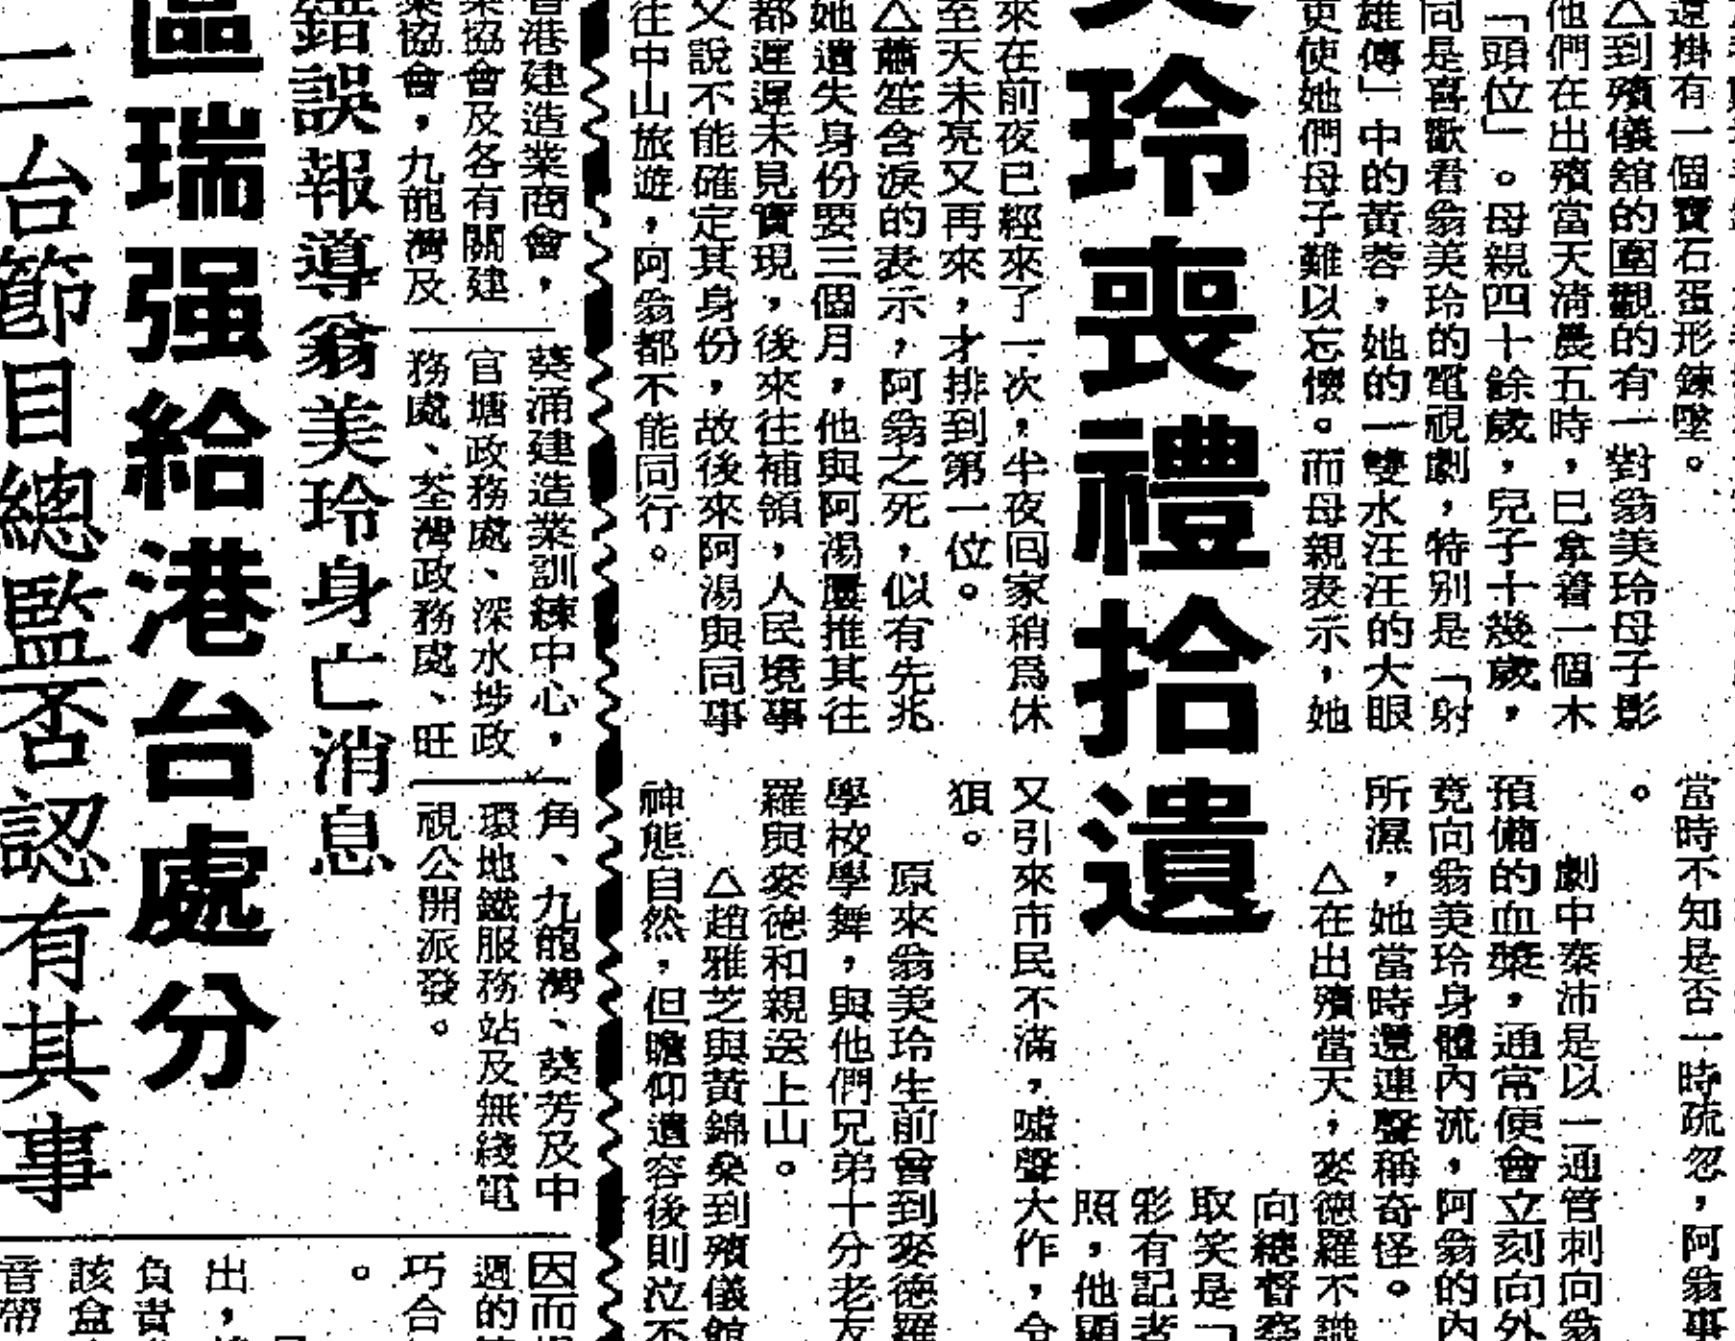 還掛有一個寶石蛋形鍊墜。
△到殯儀舘的圍觀的有一對翁美玲母子影
他們在出殯當天清晨五時，已拿着一個木
「頭位」。母親四十餘歲，兒子十幾歲，
同是喜歡看翁美玲的電視劇，特別是「射
雄傳」中的黃蓉，她的一雙水汪汪的大眼
更使她們母子難以忘懷。而母親表示，她
玲喪禮拾遺
來在前夜已經來了一次，半夜回家稍爲休
至天未亮又再來，才排到第一位。
△蕭笙含淚的表示，阿翁之死，似有先兆
她遺失身份要三個月，他與阿湯屢推其往
都遲遲未見實現，後來往補領，人民境事
又說不能確定其身份，故後來阿湯與同事
往中山旅遊，阿翁都不能同行。
當時不知是否一時疏忽，阿翁事
。
劇中秦沛是以一通管刺向翁
預備的血漿，通常便會立刻向外
竟向翁美玲身體內流，阿翁的內
所濕，她當時還連聲稱奇怪。
△在出殯當天，麥德羅不識
向總督察
取笑是「
彩有記者
照，他顯
又引來市民不滿，噓聲大作，令
狽。
原來翁美玲生前曾到麥德羅
學校學舞，與他們兄弟十分老友
羅與麥德和親送上山。
△趙雅芝與黃錦燊到殯儀館
神態自然，但瞻仰遺容後則泣不
香港建造業商會，
業協會及各有關建
業協會，九龍灣及
葵涌建造業訓練中心，
官塘政務處、深水埗政
務處、荃灣政務處、旺
角、九龍灣、葵芳及中
環地鐵服務站及無綫電
視公開派發。
錯誤報導翁美玲身亡消息
區瑞强給港台處分
二台節目總監否認有其事
因而
週的
巧合
。
出，
負責
該盒
音帶